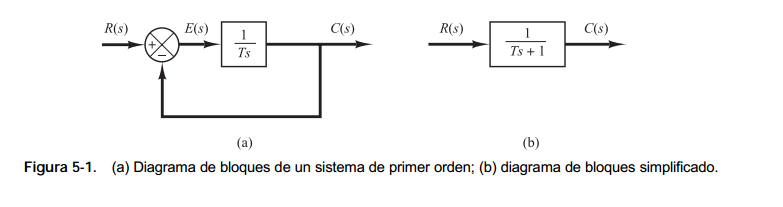 R(s) E(s) 1 C(s) R(s) 1 C(s)
+ − Ts Ts + 1
(a) (b)
Figura 5-1. (a) Diagrama de bloques de un sistema de primer orden; (b) diagrama de bloques simplificado.